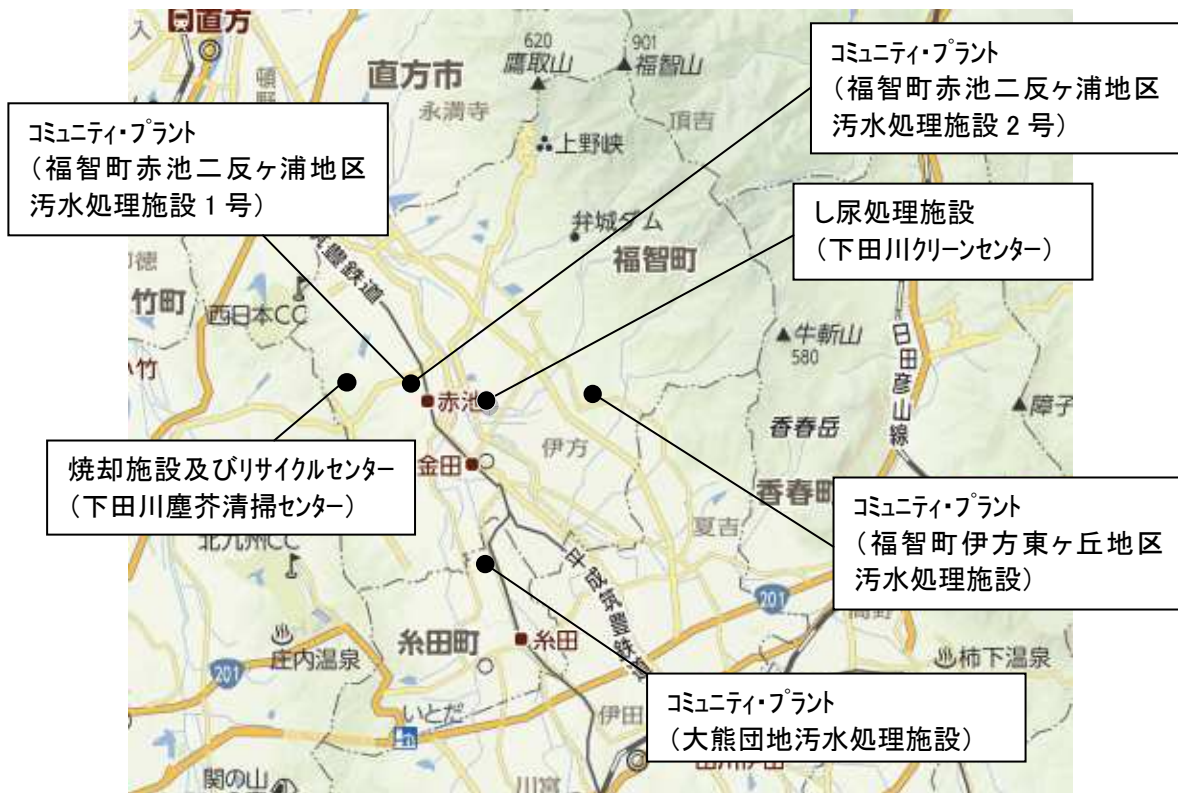 直方
入
620
鷹取山
901
福智山
直方市
永満寺
頂吉
上野峡
コミュニティ・プラント
（福智町赤池二反ヶ浦地区
汚水処理施設２号）
コミュニティ・プラント
（福智町赤池二反ヶ浦地区
汚水処理施設１号）
し尿処理施設
（下田川クリーンセンター）
弁城ダム
福智町
筑豊鉄道
竹町
西日本CC
小竹
牛斬山
580
日田彦山線
赤池
障子
香春岳
伊方
焼却施設及びリサイクルセンター
（下田川塵芥清掃センター）
金田
香春町
夏吉
コミュニティ・プラント
（福智町伊方東ヶ丘地区
汚水処理施設）
北九州CC
平成筑豊鉄道
201
糸田町
糸田
庄内温泉
柿下温泉
201
コミュニティ・プラント
（大熊団地汚水処理施設）
いとだ
伊田
関の山
川宮